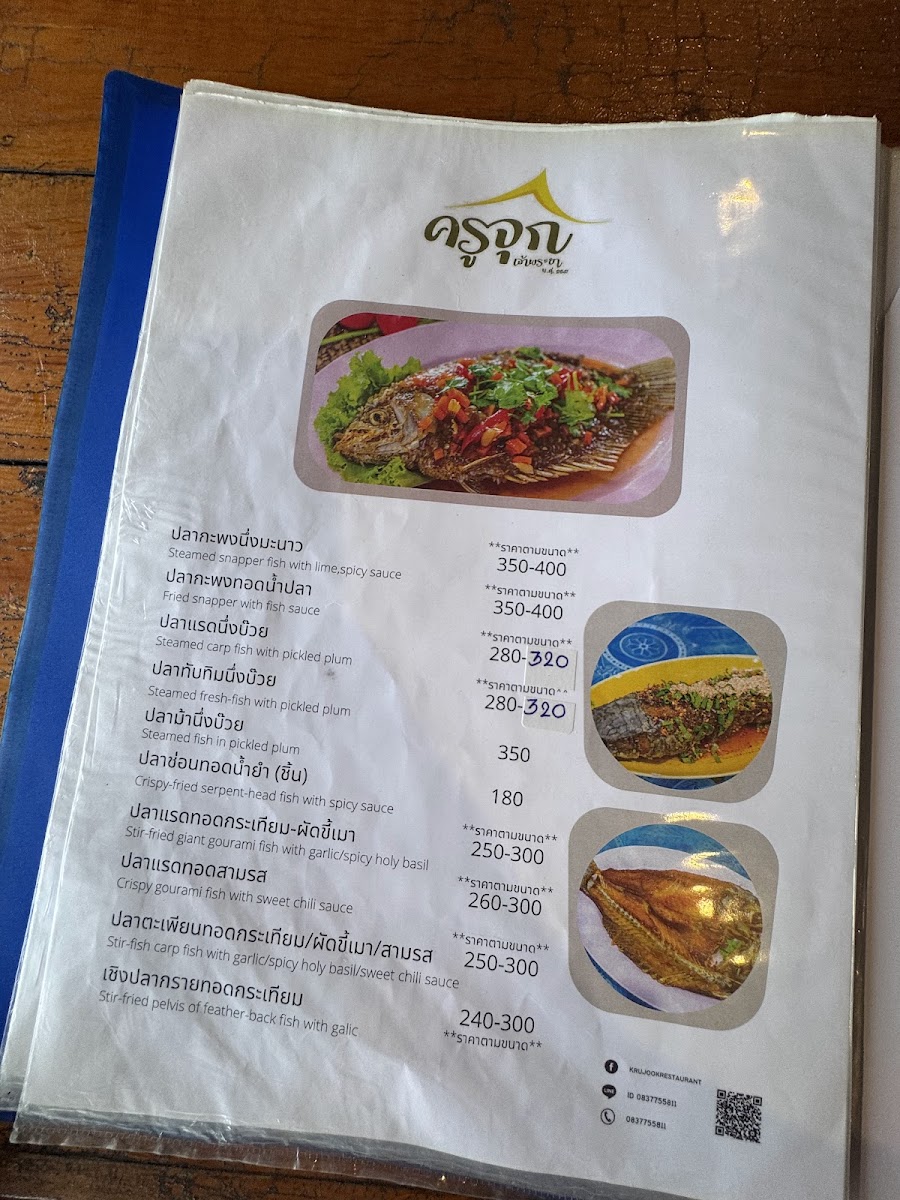 ครูจุก
เจ้าพระยา
ปลากะพงนึ่งมะนาว
Steamed snapper fish with lime,spicy sauce
**ราคาตามขนาด**
350-400
ปลากะพงทอดน้ำปลา
Fried snapper with fish sauce
**ราคาตามขนาด**
350-400
ปลาแรดนึ่งบ๊วย
Steamed carp fish with pickled plum
**ราคาตามขนาด**
280-320
ปลาทับทิมนึ่งบ๊วย
Steamed fresh-fish with pickled plum
**ราคาตามขนาด**
280-320
ปลาม้านึ่งบ๊วย
Steamed fish in pickled plum
350
ปลาช่อนทอดน้ำยำ (ชิ้น)
Crispy-fried serpent-head fish with spicy sauce
180
ปลาแรดทอดกระเทียม-ผัดขี้เมา
Stir-fried giant gourami fish with garlic/spicy holy basil
**ราคาตามขนาด**
250-300
ปลาแรดทอดสามรส
Crispy gourami fish with sweet chili sauce
**ราคาตามขนาด**
260-300
ปลาตะเพียนทอดกระเทียม/ผัดขี้เมา/สามรส
Stir-fish carp fish with garlic/spicy holy basil/sweet chili sauce
**ราคาตามขนาด**
250-300
เชิงปลากรายทอดกระเทียม
Stir-fried pelvis of feather-back fish with galic
240-300
**ราคาตามขนาด**
KRUJOOKRESTAURANT
LINE ID 0837755811
0837755811